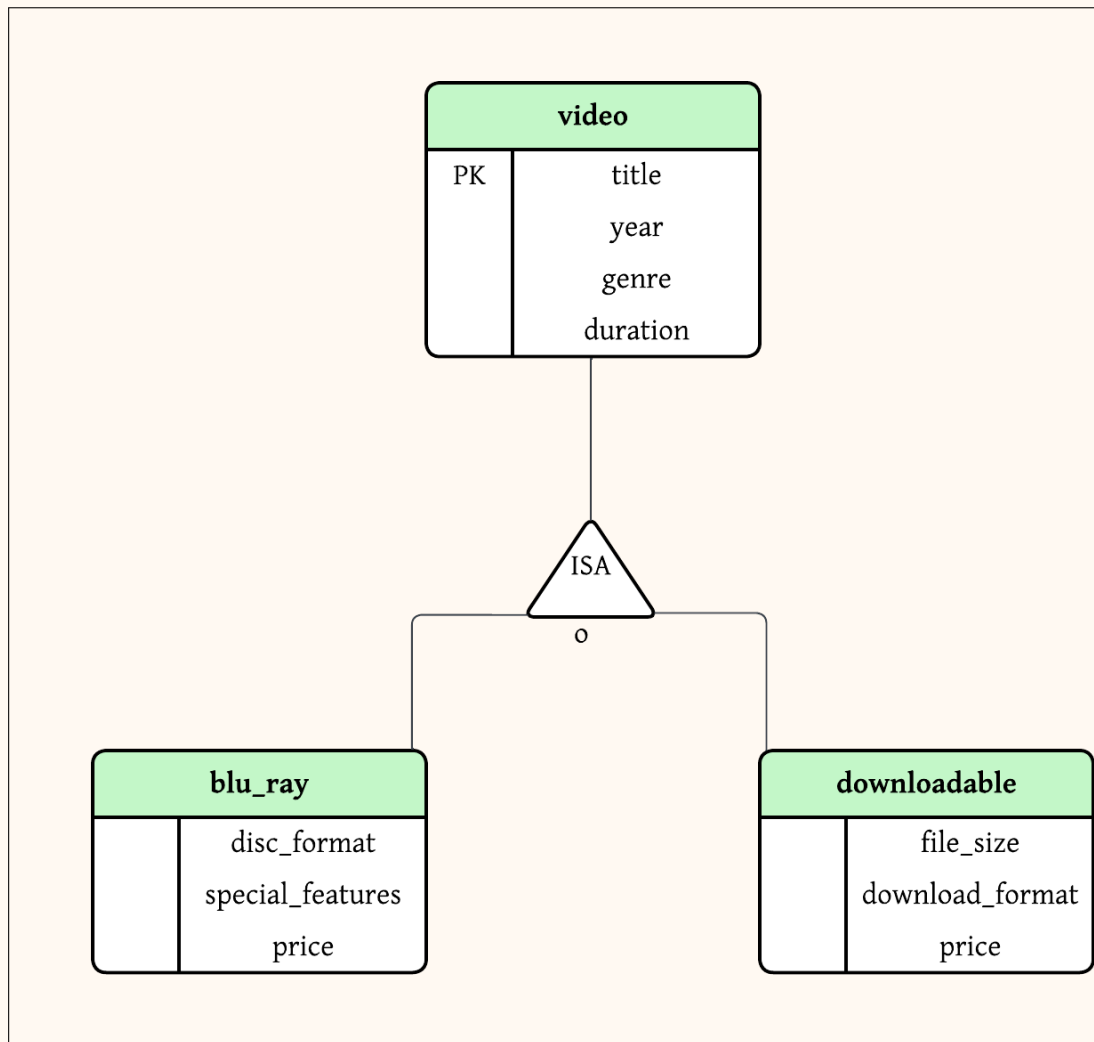 video
PK title
year
genre
duration
ISA
o
blu_ray
disc_format
special_features
price
downloadable
file_size
download_format
price